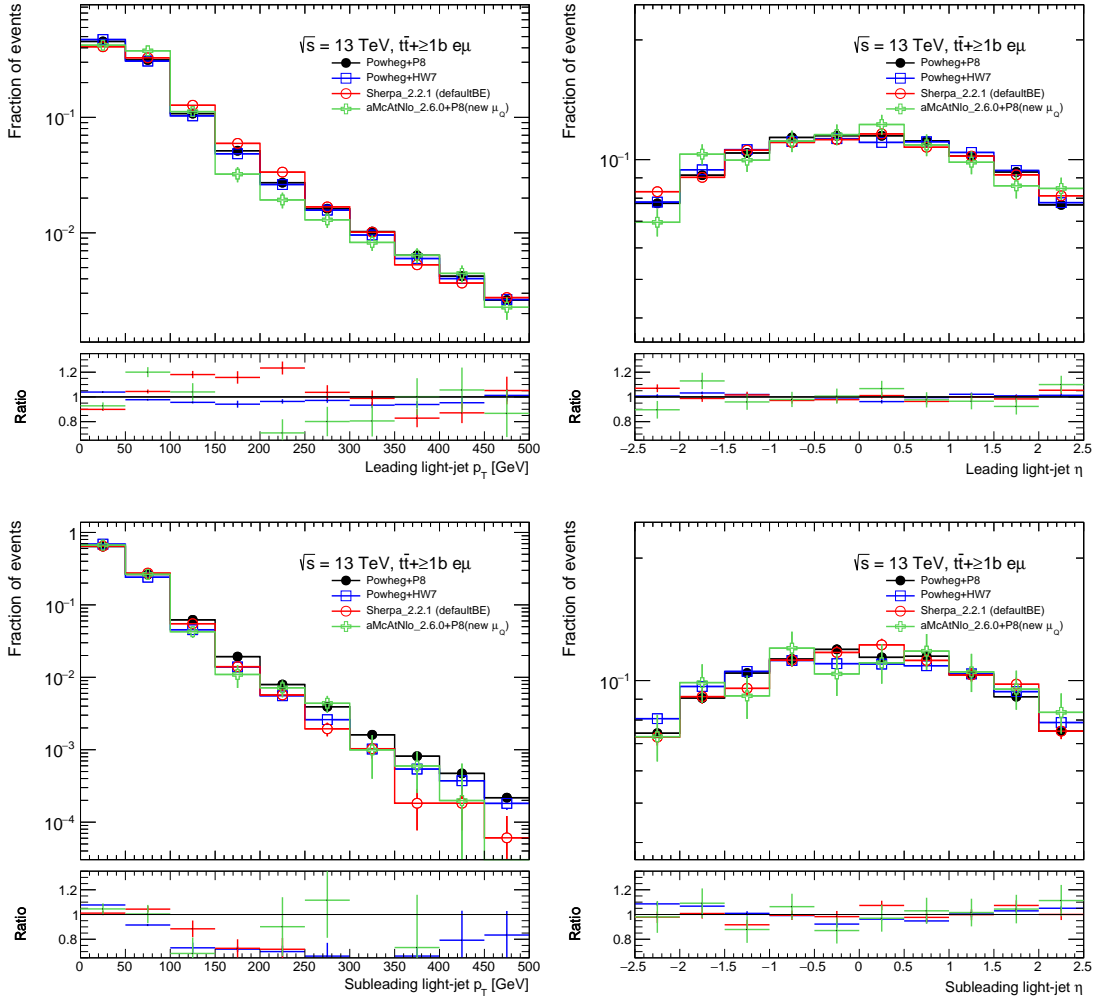 Fraction of events
√s = 13 TeV, tt̄+≥1b eμ
Powheg+P8
Powheg+HW7
Sherpa_2.2.1 (defaultBE)
aMcAtNlo_2.6.0+P8(new μ_Q)
10⁻¹
10⁻²
Ratio
1.2
1
0.8
0 50 100 150 200 250 300 350 400 450 500
Leading light-jet p_T [GeV]
Fraction of events
√s = 13 TeV, tt̄+≥1b eμ
Powheg+P8
Powheg+HW7
Sherpa_2.2.1 (defaultBE)
aMcAtNlo_2.6.0+P8(new μ_Q)
10⁻¹
Ratio
1.2
1
0.8
−2.5 −2 −1.5 −1 −0.5 0 0.5 1 1.5 2 2.5
Leading light-jet η
Fraction of events
√s = 13 TeV, tt̄+≥1b eμ
Powheg+P8
Powheg+HW7
Sherpa_2.2.1 (defaultBE)
aMcAtNlo_2.6.0+P8(new μ_Q)
1
10⁻¹
10⁻²
10⁻³
10⁻⁴
Ratio
1.2
1
0.8
0 50 100 150 200 250 300 350 400 450 500
Subleading light-jet p_T [GeV]
Fraction of events
√s = 13 TeV, tt̄+≥1b eμ
Powheg+P8
Powheg+HW7
Sherpa_2.2.1 (defaultBE)
aMcAtNlo_2.6.0+P8(new μ_Q)
10⁻¹
Ratio
1.2
1
0.8
−2.5 −2 −1.5 −1 −0.5 0 0.5 1 1.5 2 2.5
Subleading light-jet η